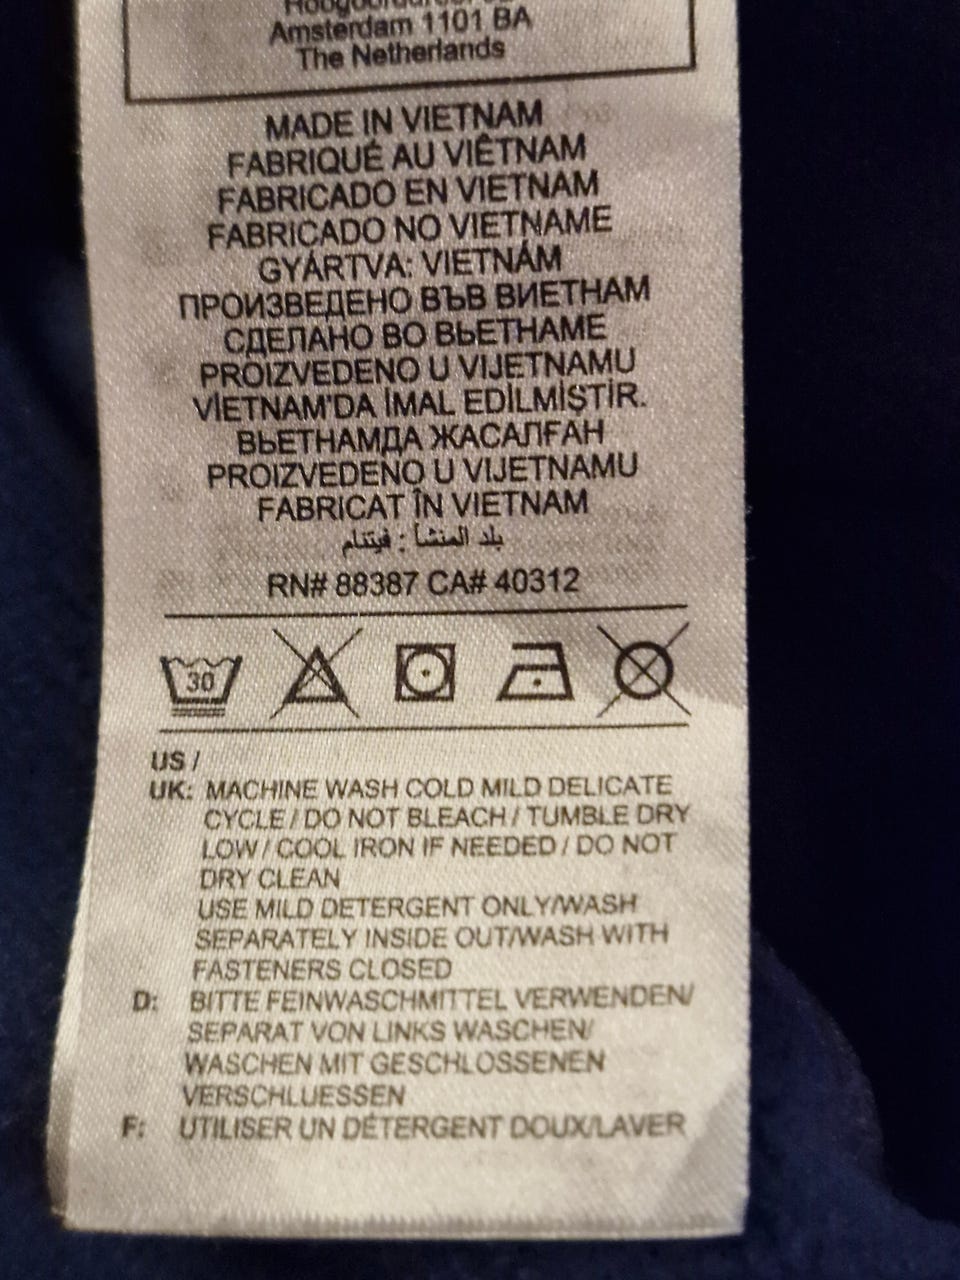 Amsterdam 1101 BA
The Netherlands
MADE IN VIETNAM
FABRIQUÉ AU VIÊTNAM
FABRICADO EN VIETNAM
FABRICADO NO VIETNAME
GYÁRTVA: VIETNÁM
ПРОИЗВЕДЕНО ВЪВ ВИЕТНАМ
СДЕЛАНО ВО ВЬЕТНАМЕ
PROIZVEDENO U VIJETNAMU
VİETNAM'DA İMAL EDİLMİŞTİR.
ВЬЕТНАМДА ЖАСАЛҒАН
PROIZVEDENO U VIJETNAMU
FABRICAT ÎN VIETNAM
بلد المنشأ : فيتنام
RN# 88387 CA# 40312
30
US /
UK: MACHINE WASH COLD MILD DELICATE
CYCLE / DO NOT BLEACH / TUMBLE DRY
LOW / COOL IRON IF NEEDED / DO NOT
DRY CLEAN
USE MILD DETERGENT ONLY/WASH
SEPARATELY INSIDE OUT/WASH WITH
FASTENERS CLOSED
D: BITTE FEINWASCHMITTEL VERWENDEN/
SEPARAT VON LINKS WASCHEN/
WASCHEN MIT GESCHLOSSENEN
VERSCHLUESSEN
F: UTILISER UN DÉTERGENT DOUX/LAVER